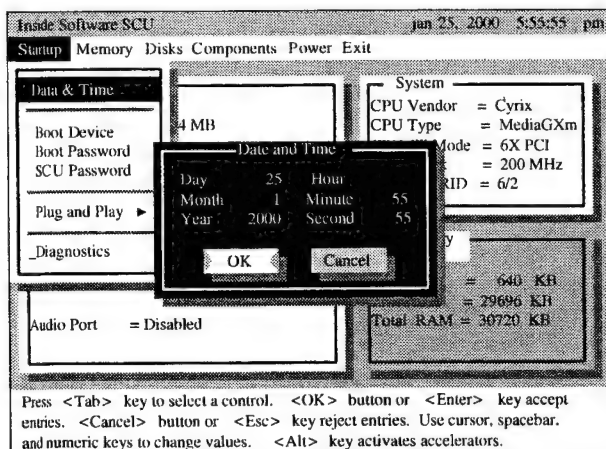 Inside Software SCU jan 25, 2000 5:55:55 pm
Startup Memory Disks Components Power Exit
Data & Time
Boot Device
Boot Password
SCU Password
Plug and Play ►
_Diagnostics
4 MB
System
CPU Vendor = Cyrix
CPU Type = MediaGXm
Mode = 6X PCI
= 200 MHz
RID = 6/2
Date and Time
Day 25 Hour
Month 1 Minute 55
Year 2000 Second 55
OK Cancel
y
= 640 KB
= 29696 KB
Total RAM = 30720 KB
Audio Port = Disabled
Press <Tab> key to select a control. <OK> button or <Enter> key accept
entries. <Cancel> button or <Esc> key reject entries. Use cursor, spacebar,
and numeric keys to change values. <Alt> key activates accelerators.